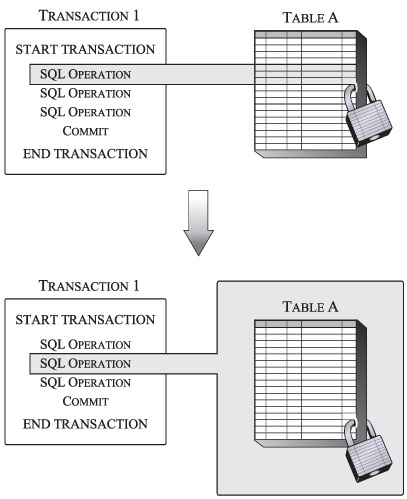 TRANSACTION 1
TABLE A
START TRANSACTION
SQL OPERATION
SQL OPERATION
SQL OPERATION
COMMIT
END TRANSACTION
TRANSACTION 1
TABLE A
START TRANSACTION
SQL OPERATION
SQL OPERATION
SQL OPERATION
COMMIT
END TRANSACTION